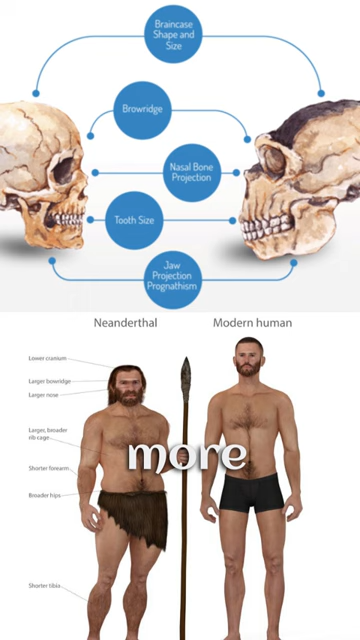 Braincase
Shape and
Size
Browridge
Nasal Bone
Projection
Tooth Size
Jaw
Projection
Prognathism
Neanderthal
Modern human
Lower cranium
Larger bowridge
Larger nose
Larger, broader
rib cage
more
Shorter forearm
Broader hips
Shorter tibia